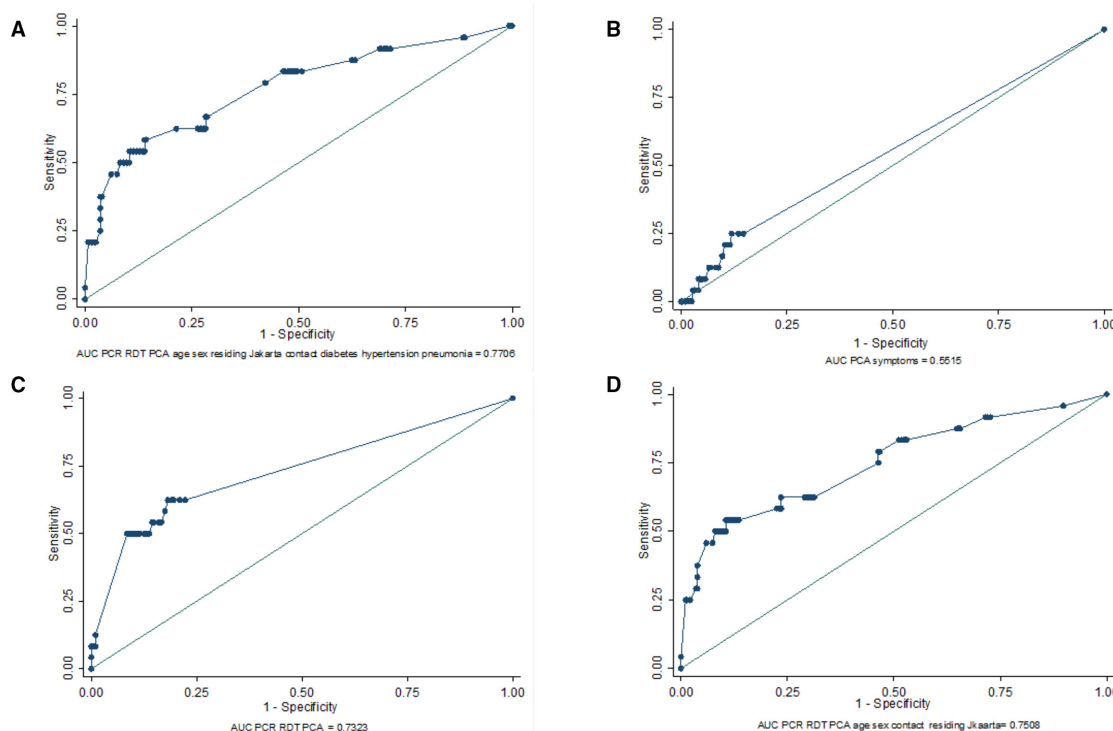 A
Sensitivity
1.00
0.75
0.50
0.25
0.00
0.00 0.25 0.50 0.75 1.00
1 - Specificity
AUC PCR RDT PCA age sex residing Jakarta contact diabetes hypertension pneumonia = 0.7706
B
Sensitivity
1.00
0.75
0.50
0.25
0.00
0.00 0.25 0.50 0.75 1.00
1 - Specificity
AUC PCA symptoms = 0.5515
C
Sensitivity
1.00
0.75
0.50
0.25
0.00
0.00 0.25 0.50 0.75 1.00
1 - Specificity
AUC PCR RDT PCA = 0.7323
D
Sensitivity
1.00
0.75
0.50
0.25
0.00
0.00 0.25 0.50 0.75 1.00
1 - Specificity
AUC PCR RDT PCA age sex contact residing Jkaarta= 0.7508